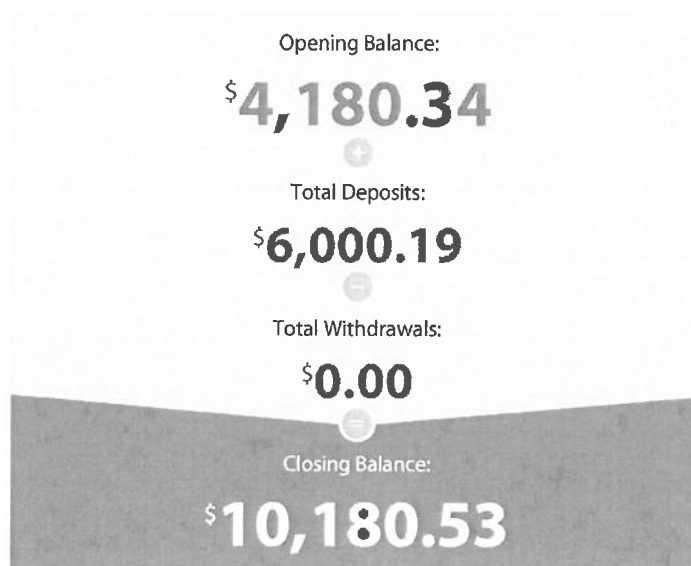 Opening Balance:
$4,180.34
+
Total Deposits:
$6,000.19
−
Total Withdrawals:
$0.00
=
Closing Balance:
$10,180.53